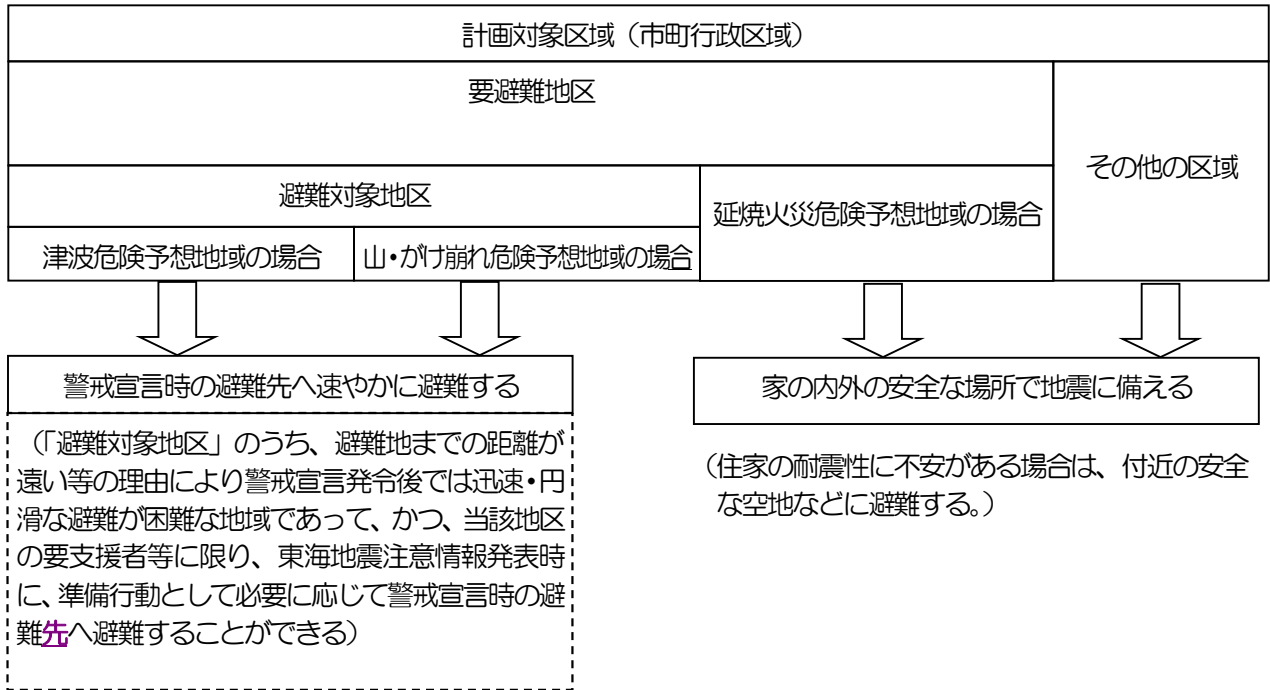 計画対象区域（市町行政区域）
要避難地区
その他の区域
避難対象地区
延焼火災危険予想地域の場合
津波危険予想地域の場合
山・がけ崩れ危険予想地域の場合
警戒宣言時の避難先へ速やかに避難する
家の内外の安全な場所で地震に備える
（「避難対象地区」のうち、避難地までの距離が
遠い等の理由により警戒宣言発令後では迅速・円
滑な避難が困難な地域であって、かつ、当該地区
の要支援者等に限り、東海地震注意情報発表時
に、準備行動として必要に応じて警戒宣言時の避
難先へ避難することができる）
（住家の耐震性に不安がある場合は、付近の安全
な空地などに避難する。）